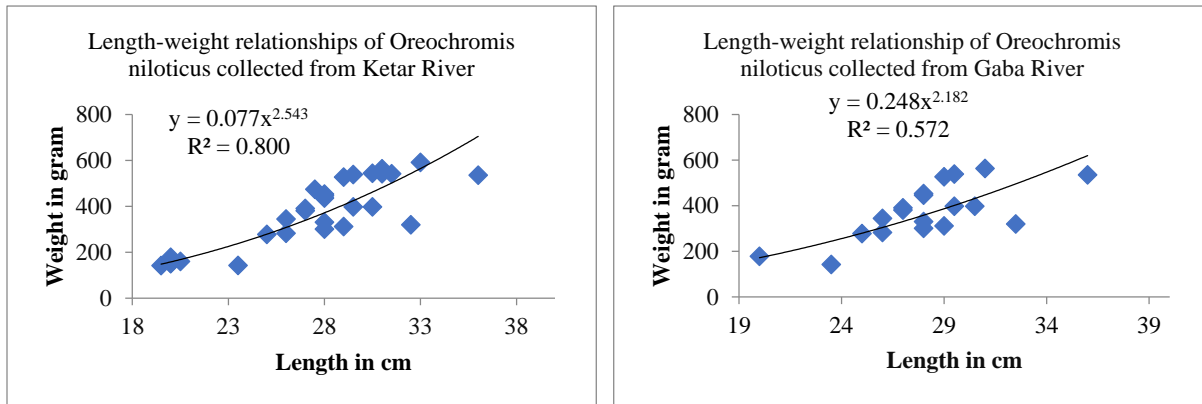 Length-weight relationships of Oreochromis
niloticus collected from Ketar River
y = 0.077x^2.543
R² = 0.800
800
600
400
200
0
18 23 28 33 38
Weight in gram
Length in cm
Length-weight relationship of Oreochromis
niloticus collected from Gaba River
y = 0.248x^2.182
R² = 0.572
800
600
400
200
0
19 24 29 34 39
Weight in gram
Length in cm